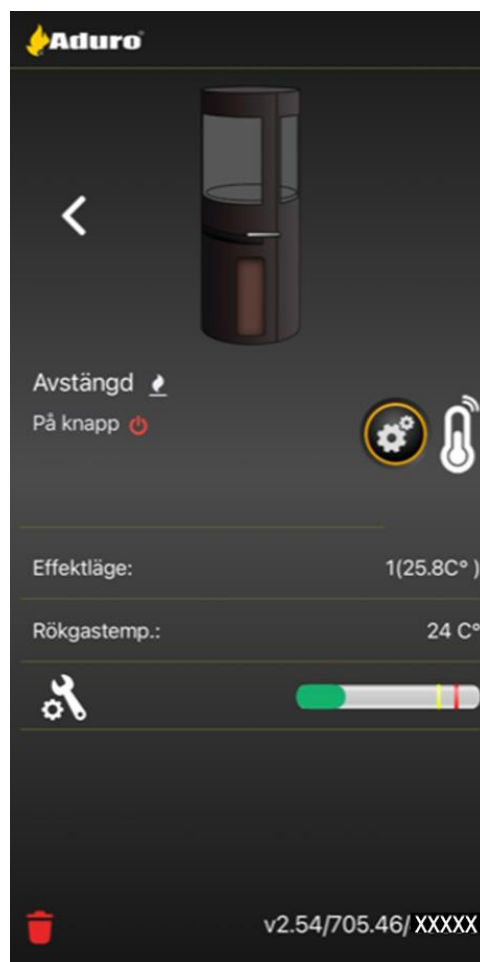 Aduro
Avstängd
På knapp
Effektläge: 1(25.8C° )
Rökgastemp.: 24 C°
v2.54/705.46/ XXXXX